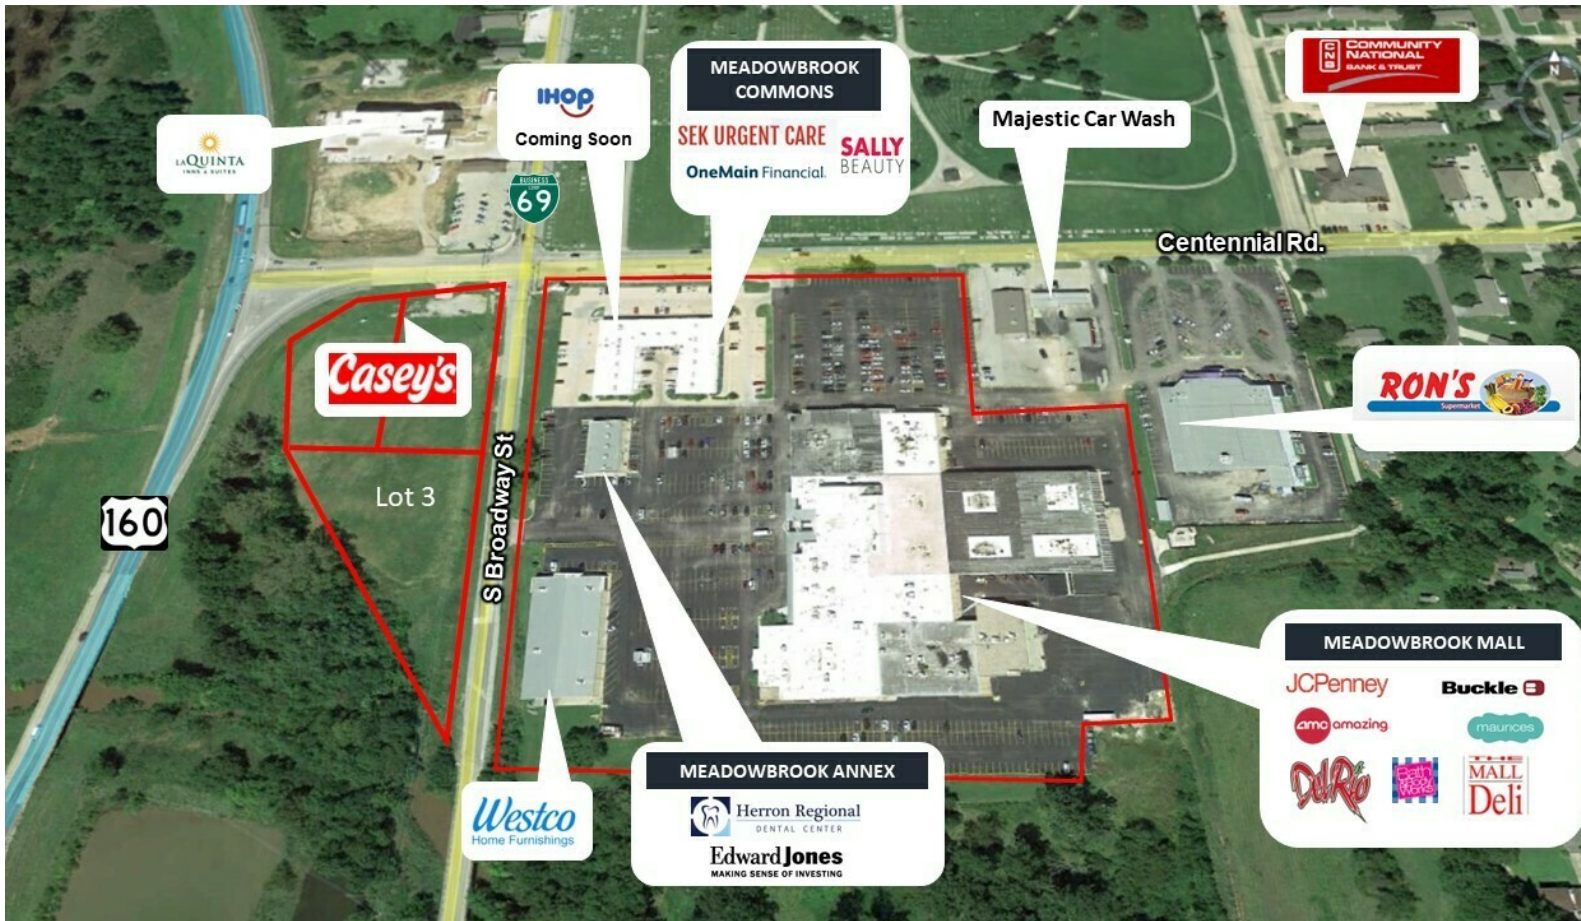 CNB
COMMUNITY
NATIONAL
BANK & TRUST
N
MEADOWBROOK
COMMONS
SEK URGENT CARE
SALLY
BEAUTY
OneMain Financial.
IHOP
Coming Soon
Majestic Car Wash
LAQUINTA
INNS & SUITES
BUSINESS
69
Centennial Rd.
Casey's
RON'S
Supermarket
Lot 3
160
S Broadway St
MEADOWBROOK MALL
JCPenney
Buckle B
amc amazing
maurices
Del Rio
Bath
& Body
Works
THE
MALL
Deli
MEADOWBROOK ANNEX
Herron Regional
DENTAL CENTER
Edward Jones
MAKING SENSE OF INVESTING
Westco
Home Furnishings